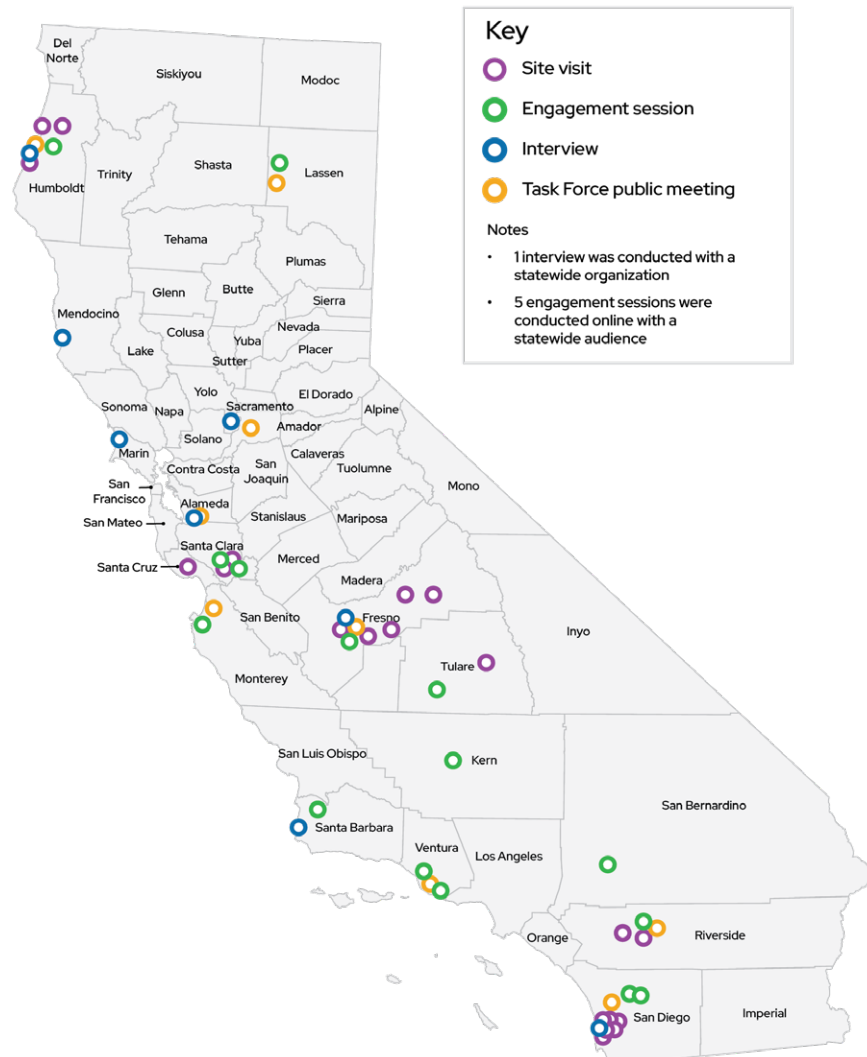 Key
Site visit
Engagement session
Interview
Task Force public meeting
Notes
• 1 interview was conducted with a
statewide organization
• 5 engagement sessions were
conducted online with a
statewide audience
Del
Norte
Siskiyou
Modoc
Humboldt
Trinity
Shasta
Lassen
Tehama
Plumas
Mendocino
Glenn
Butte
Sierra
Lake
Colusa
Yuba
Nevada
Placer
Sutter
Sonoma
Napa
Yolo
Sacramento
El Dorado
Alpine
Marin
Solano
Amador
Contra Costa
San
Joaquin
Calaveras
Tuolumne
Mono
San
Francisco
Alameda
San Mateo
Stanislaus
Mariposa
Santa Clara
Santa Cruz
Merced
Madera
San Benito
Fresno
Inyo
Monterey
Tulare
San Luis Obispo
Kern
San Bernardino
Santa Barbara
Ventura
Los Angeles
Orange
Riverside
San Diego
Imperial